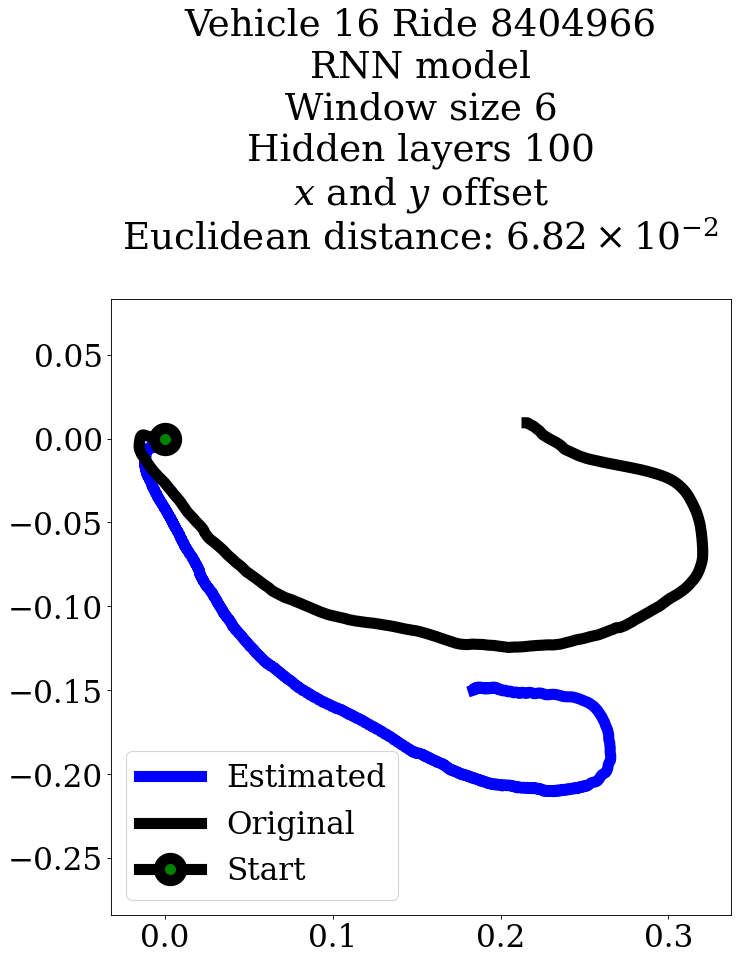 Vehicle 16 Ride 8404966
RNN model
Window size 6
Hidden layers 100
x and y offset
Euclidean distance: 6.82 × 10⁻²
0.05
0.00
−0.05
−0.10
−0.15
−0.20
−0.25
Estimated
Original
Start
0.0 0.1 0.2 0.3